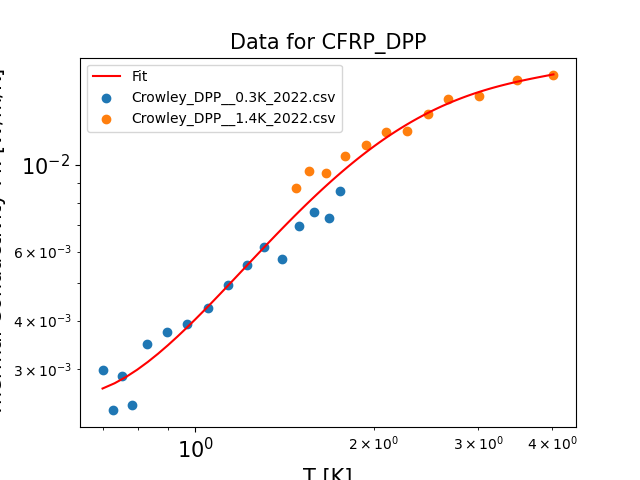 Data for CFRP_DPP
Fit
Crowley_DPP__0.3K_2022.csv
Crowley_DPP__1.4K_2022.csv
10⁻²
6 × 10⁻³
4 × 10⁻³
3 × 10⁻³
10⁰
2 × 10⁰
3 × 10⁰
4 × 10⁰
T [K]